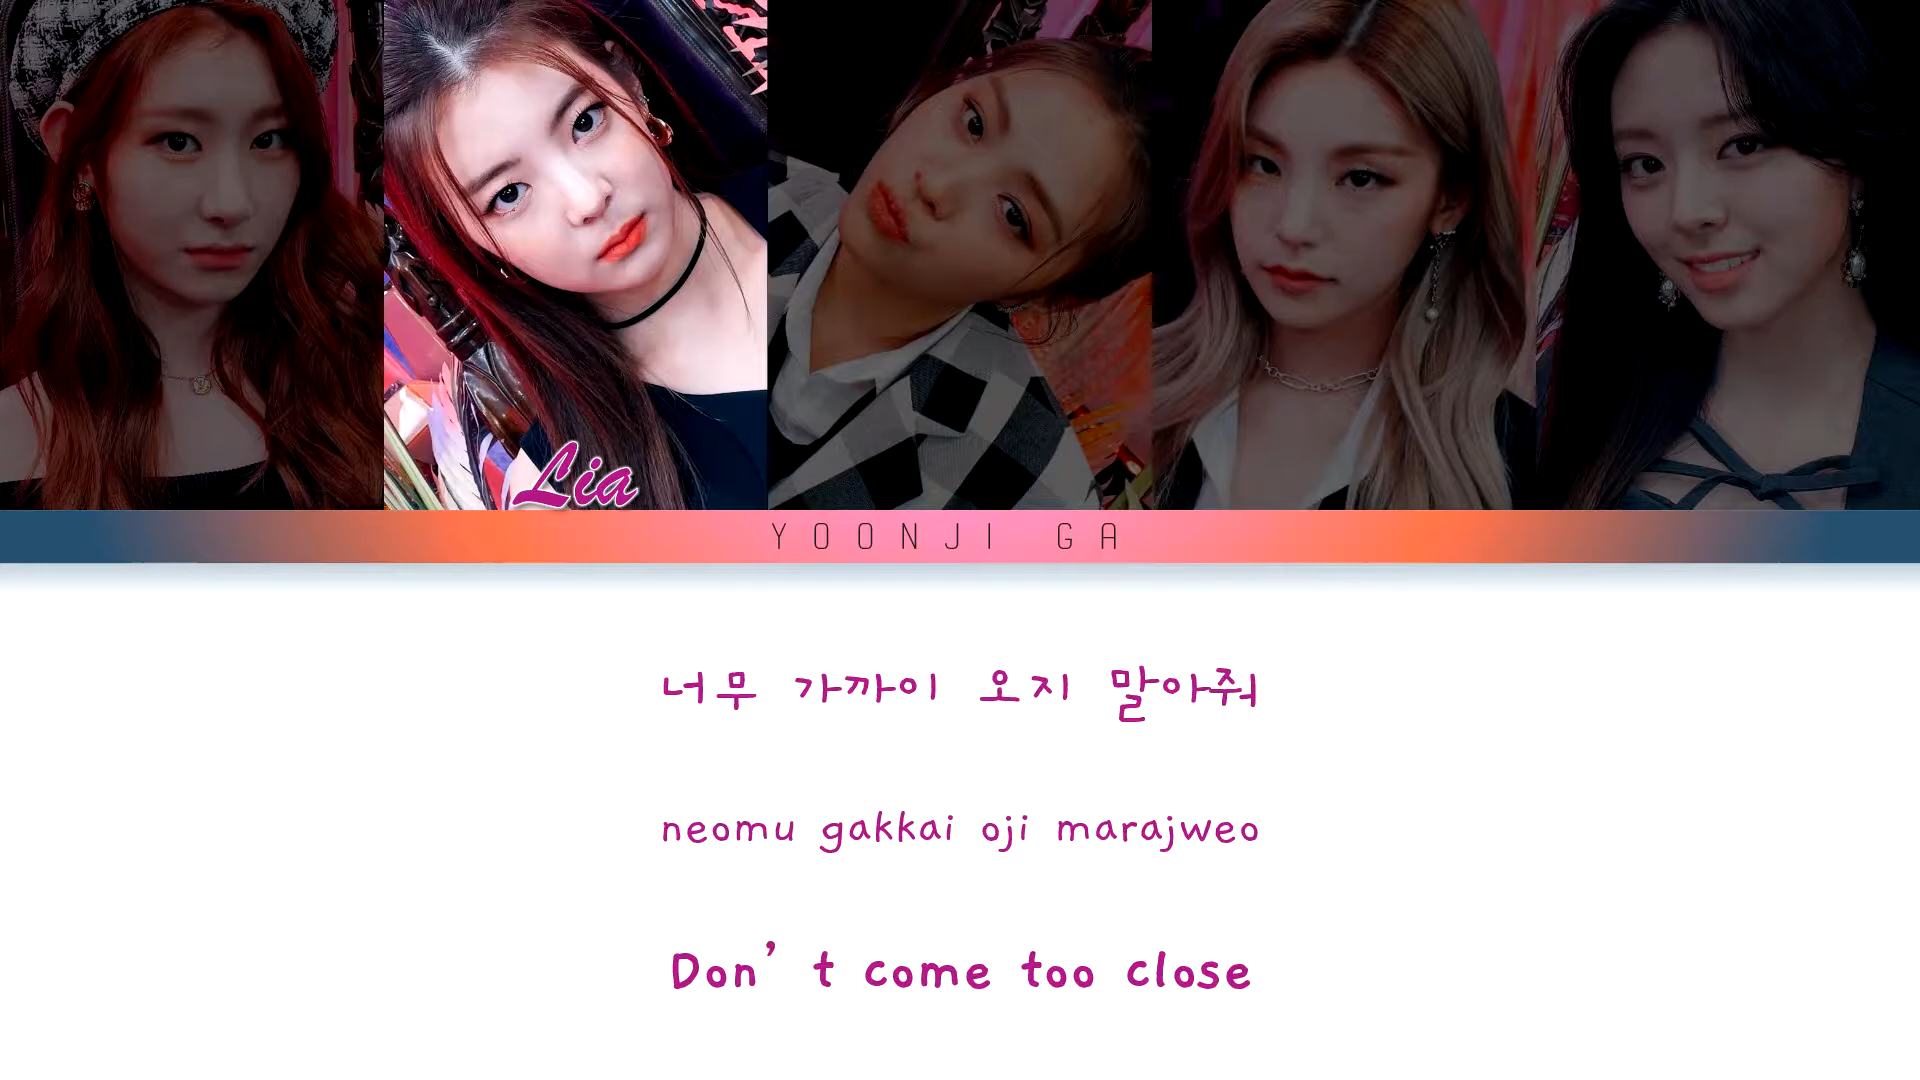 Lia
YOONJI GA
너무 가까이 오지 말아줘
neomu gakkai oji marajweo
Don't come too close